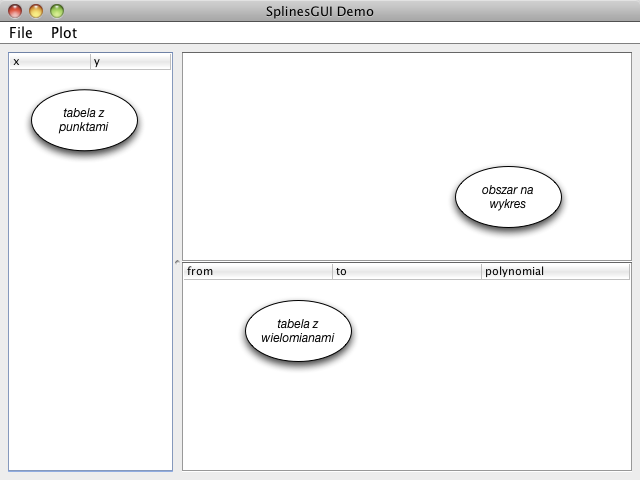 SplinesGUI Demo
File Plot
x y
tabela z
punktami
obszar na
wykres
from to polynomial
tabela z
wielomianami